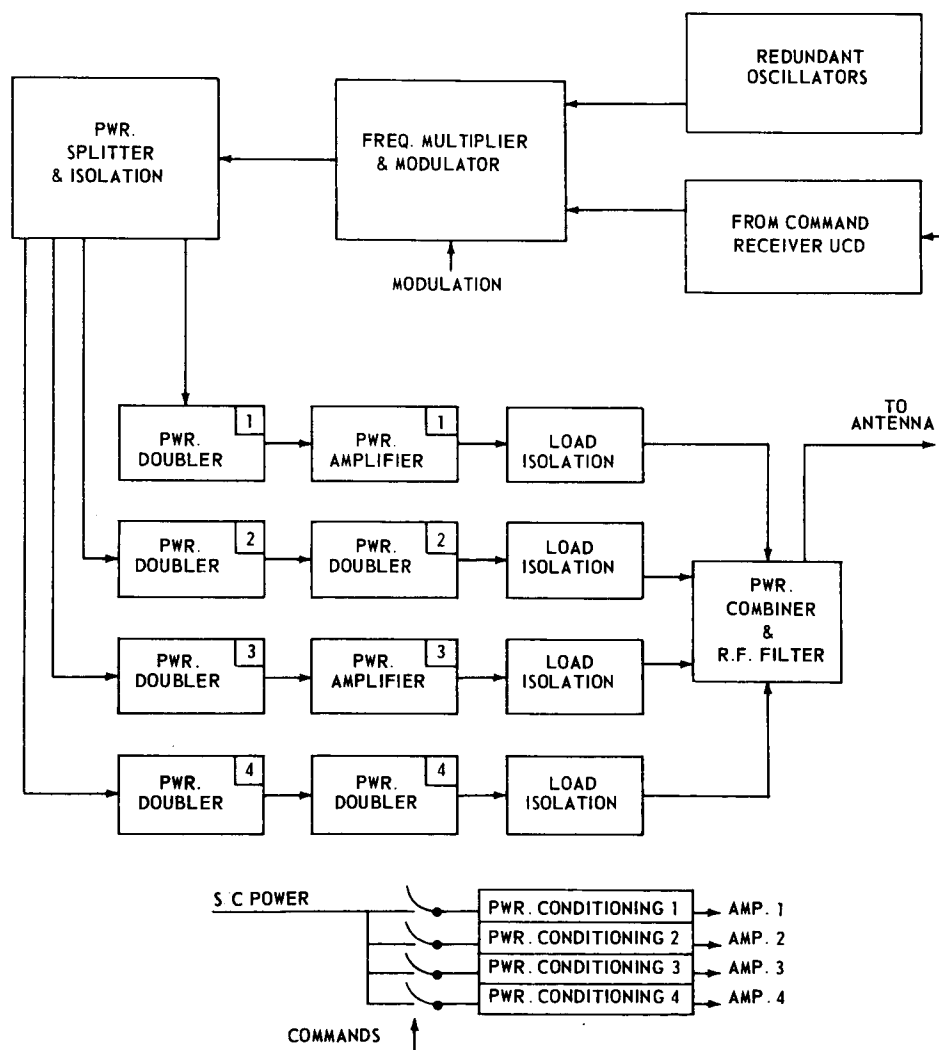 REDUNDANT
OSCILLATORS
PWR.
SPLITTER
& ISOLATION
FREQ. MULTIPLIER
& MODULATOR
FROM COMMAND
RECEIVER UCD
MODULATION
1
PWR.
DOUBLER
1
PWR.
AMPLIFIER
LOAD
ISOLATION
TO
ANTENNA
2
PWR.
DOUBLER
2
PWR.
DOUBLER
LOAD
ISOLATION
PWR.
COMBINER
&
R.F. FILTER
3
PWR.
DOUBLER
3
PWR.
AMPLIFIER
LOAD
ISOLATION
4
PWR.
DOUBLER
4
PWR.
DOUBLER
LOAD
ISOLATION
S C POWER
PWR. CONDITIONING 1
AMP. 1
PWR. CONDITIONING 2
AMP. 2
PWR. CONDITIONING 3
AMP. 3
PWR. CONDITIONING 4
AMP. 4
COMMANDS